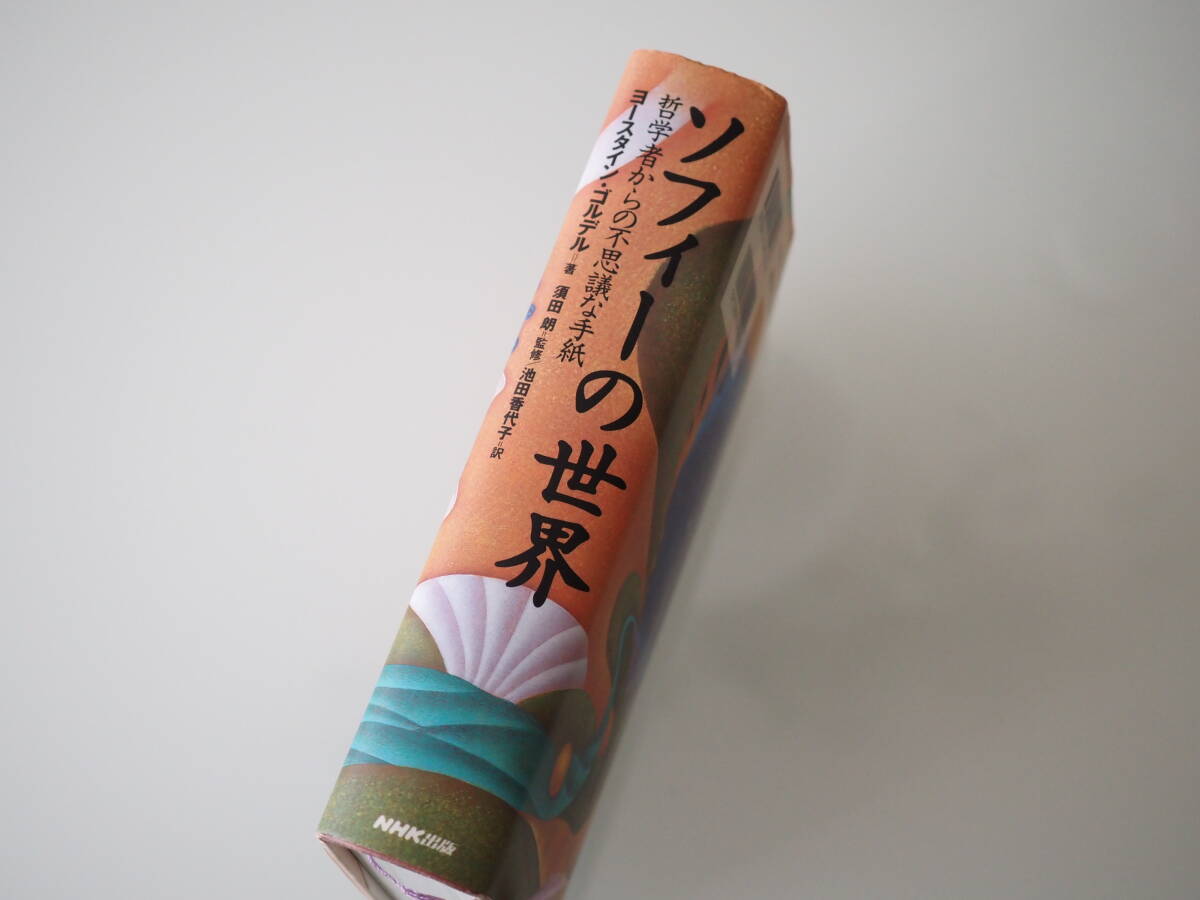 ソフィーの世界
哲学者からの不思議な手紙
ヨースタイン・ゴルデル=著 須田 朗=監修/池田香代子=訳
NHK出版